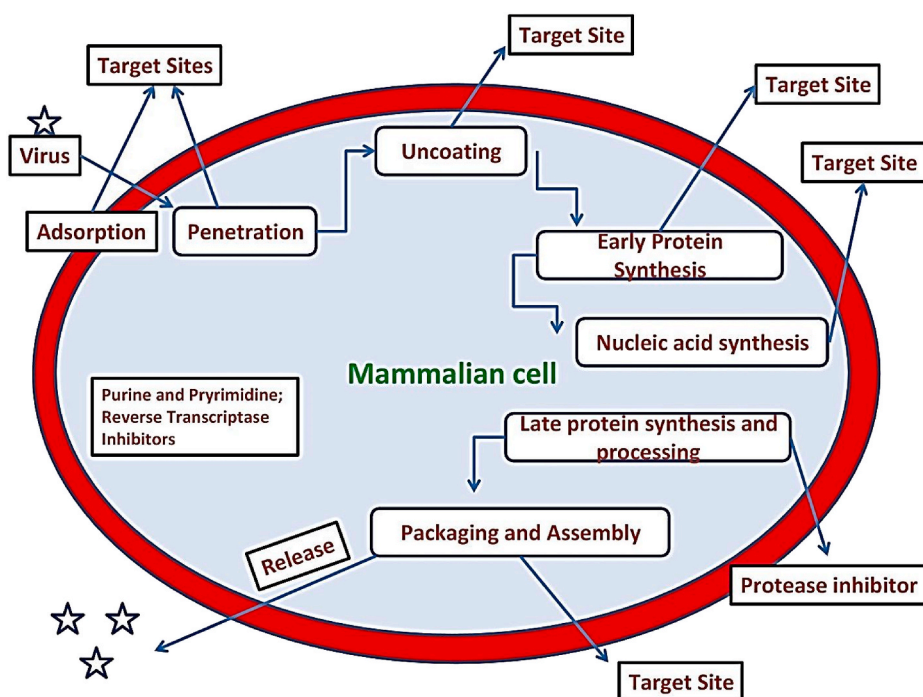 Target Site
Target Sites
Target Site
Virus
Uncoating
Target Site
Adsorption
Penetration
Early Protein
Synthesis
Nucleic acid synthesis
Mammalian cell
Purine and Pryrimidine;
Reverse Transcriptase
Inhibitors
Late protein synthesis and
processing
Packaging and Assembly
Release
Protease inhibitor
Target Site